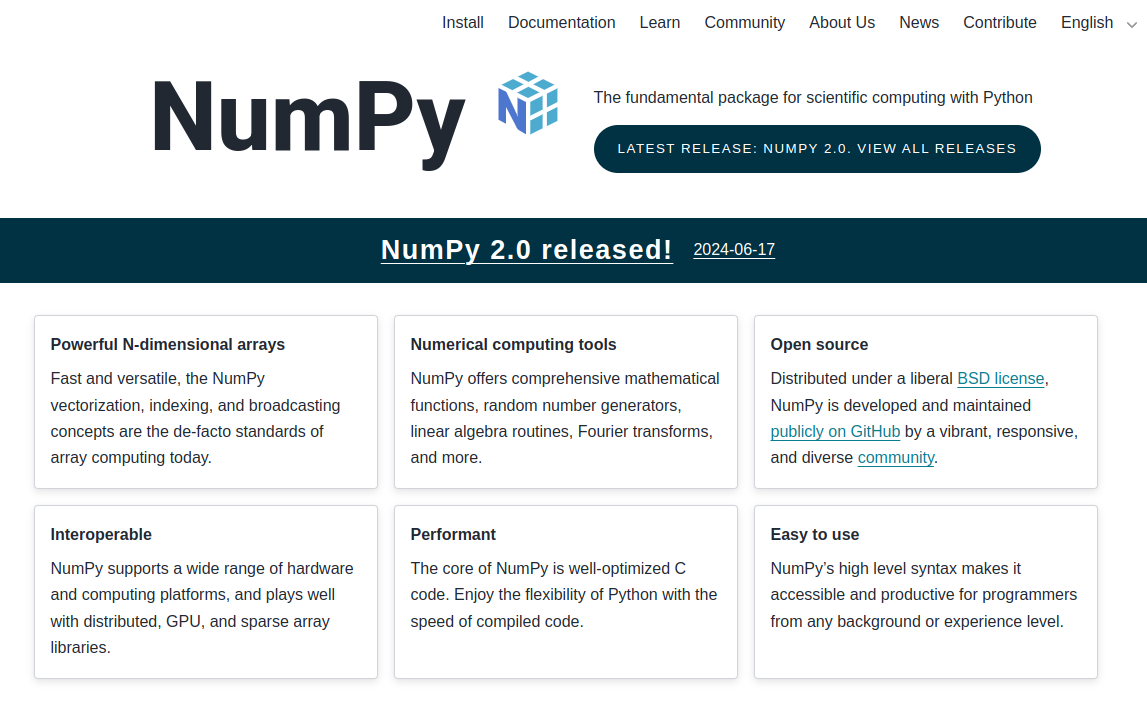 Install Documentation Learn Community About Us News Contribute English
NumPy
The fundamental package for scientific computing with Python
LATEST RELEASE: NUMPY 2.0. VIEW ALL RELEASES
NumPy 2.0 released! 2024-06-17
Powerful N-dimensional arrays
Fast and versatile, the NumPy
vectorization, indexing, and broadcasting
concepts are the de-facto standards of
array computing today.
Numerical computing tools
NumPy offers comprehensive mathematical
functions, random number generators,
linear algebra routines, Fourier transforms,
and more.
Open source
Distributed under a liberal BSD license,
NumPy is developed and maintained
publicly on GitHub by a vibrant, responsive,
and diverse community.
Interoperable
NumPy supports a wide range of hardware
and computing platforms, and plays well
with distributed, GPU, and sparse array
libraries.
Performant
The core of NumPy is well-optimized C
code. Enjoy the flexibility of Python with the
speed of compiled code.
Easy to use
NumPy’s high level syntax makes it
accessible and productive for programmers
from any background or experience level.